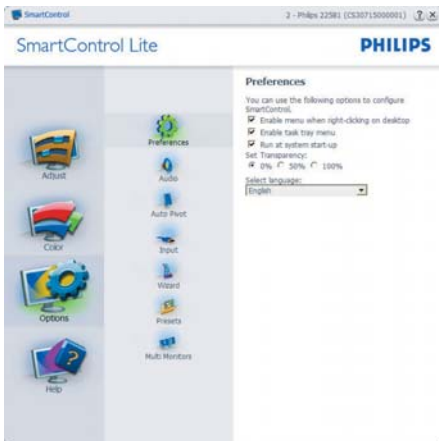 SmartControl
2 - Philips 225B1 (CS30715000001)
SmartControl Lite
PHILIPS
Adjust
Color
Options
Help
Preferences
Audio
Auto Pivot
Input
Wizard
Presets
Multi Monitors
Preferences
You can use the following options to configure
SmartControl.
Enable menu when right-clicking on desktop
Enable task tray menu
Run at system start-up
Set Transparency:
0% 50% 100%
Select language:
English